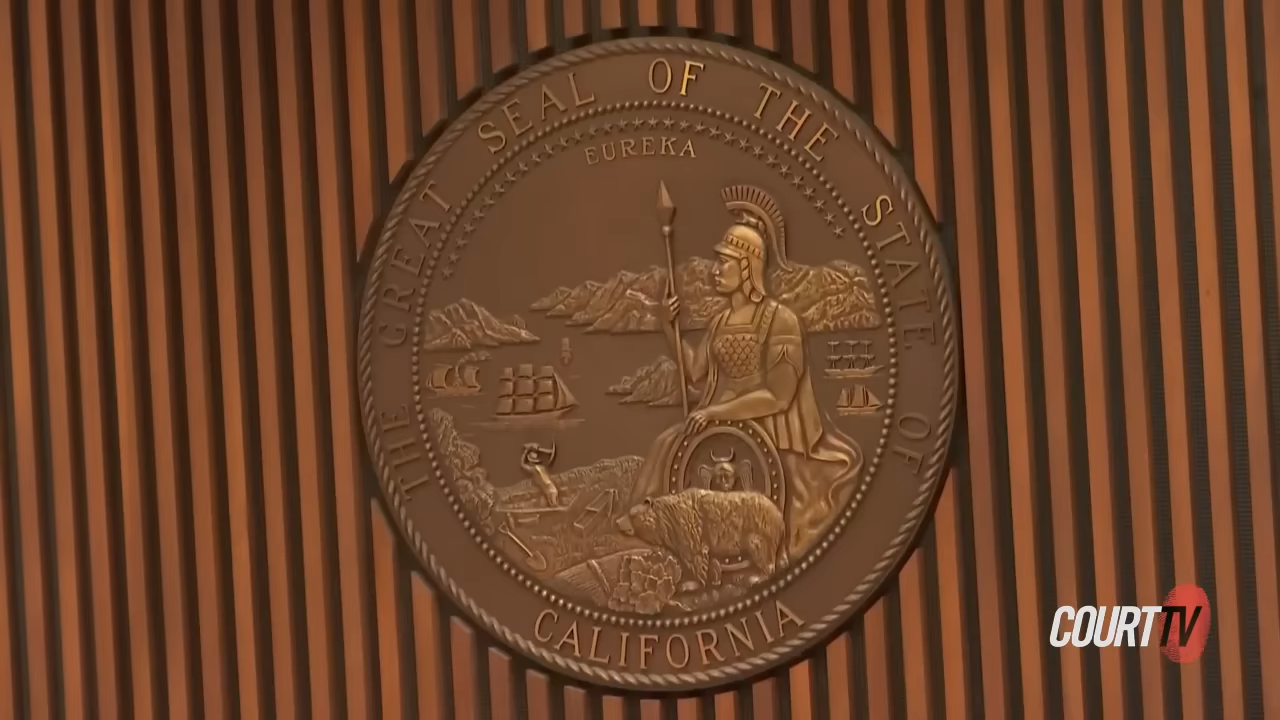 THE GREAT SEAL OF THE STATE OF CALIFORNIA
EUREKA
COURT TV